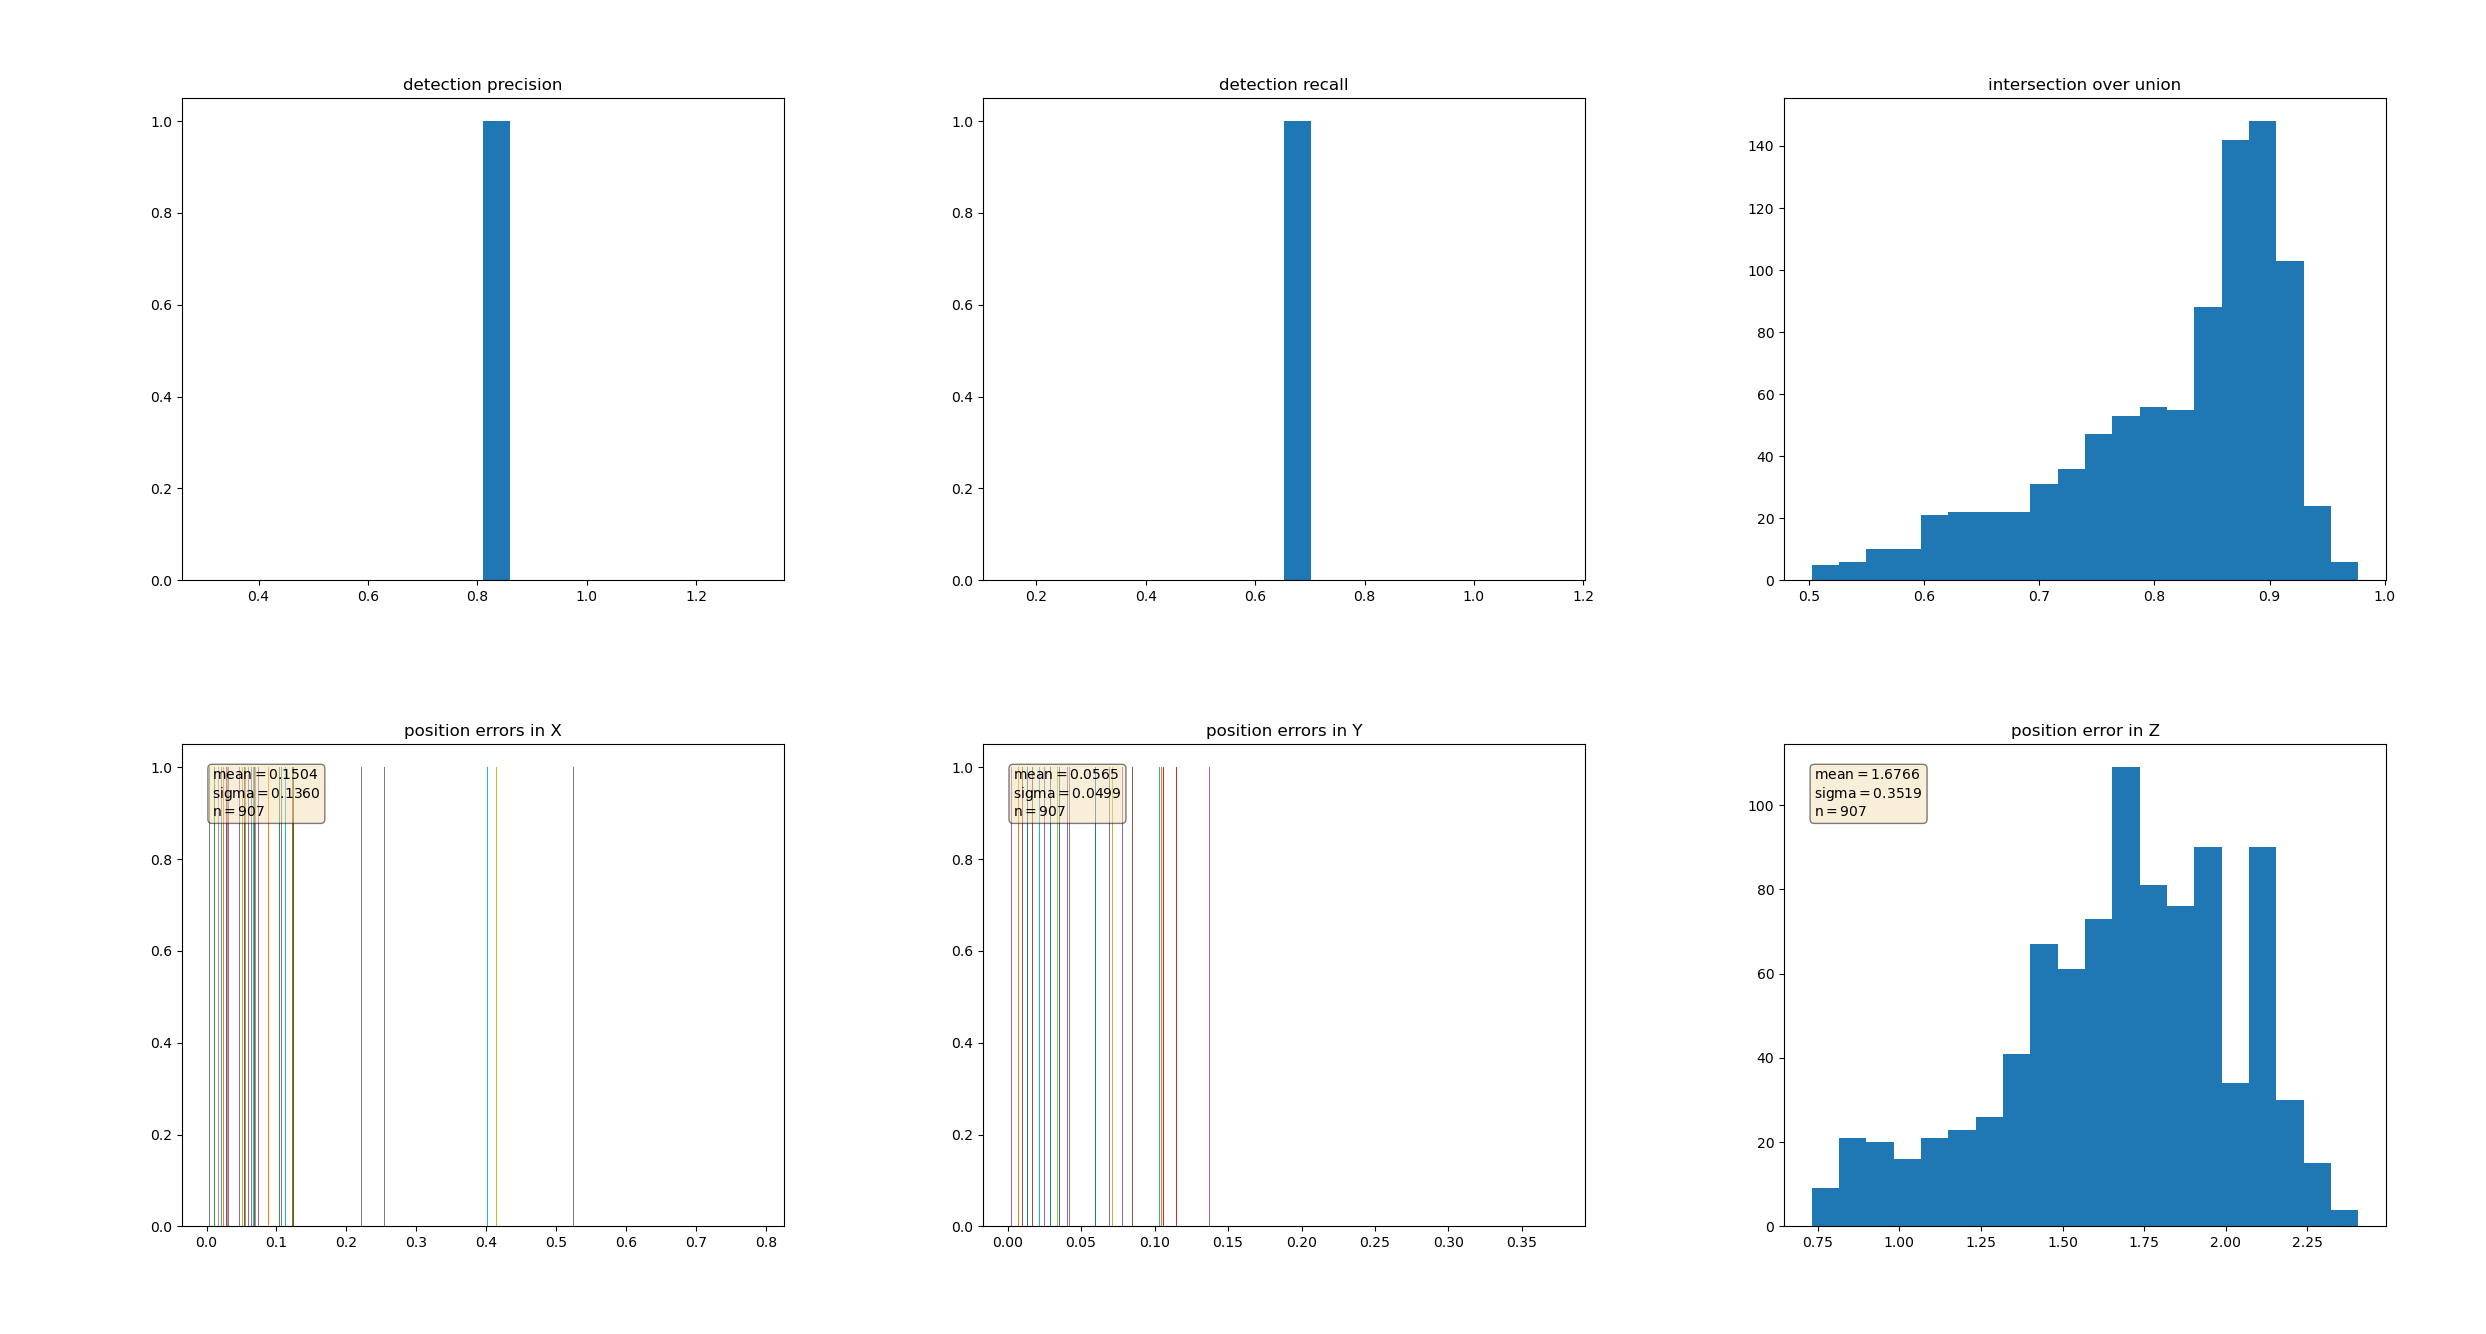 detection precision
1.0
0.8
0.6
0.4
0.2
0.0
0.4 0.6 0.8 1.0 1.2
detection recall
1.0
0.8
0.6
0.4
0.2
0.0
0.2 0.4 0.6 0.8 1.0 1.2
intersection over union
140
120
100
80
60
40
20
0
0.5 0.6 0.7 0.8 0.9 1.0
position errors in X
mean = 0.1504
sigma = 0.1360
n = 907
1.0
0.8
0.6
0.4
0.2
0.0
0.0 0.1 0.2 0.3 0.4 0.5 0.6 0.7 0.8
position errors in Y
mean = 0.0565
sigma = 0.0499
n = 907
1.0
0.8
0.6
0.4
0.2
0.0
0.00 0.05 0.10 0.15 0.20 0.25 0.30 0.35
position error in Z
mean = 1.6766
sigma = 0.3519
n = 907
100
80
60
40
20
0
0.75 1.00 1.25 1.50 1.75 2.00 2.25